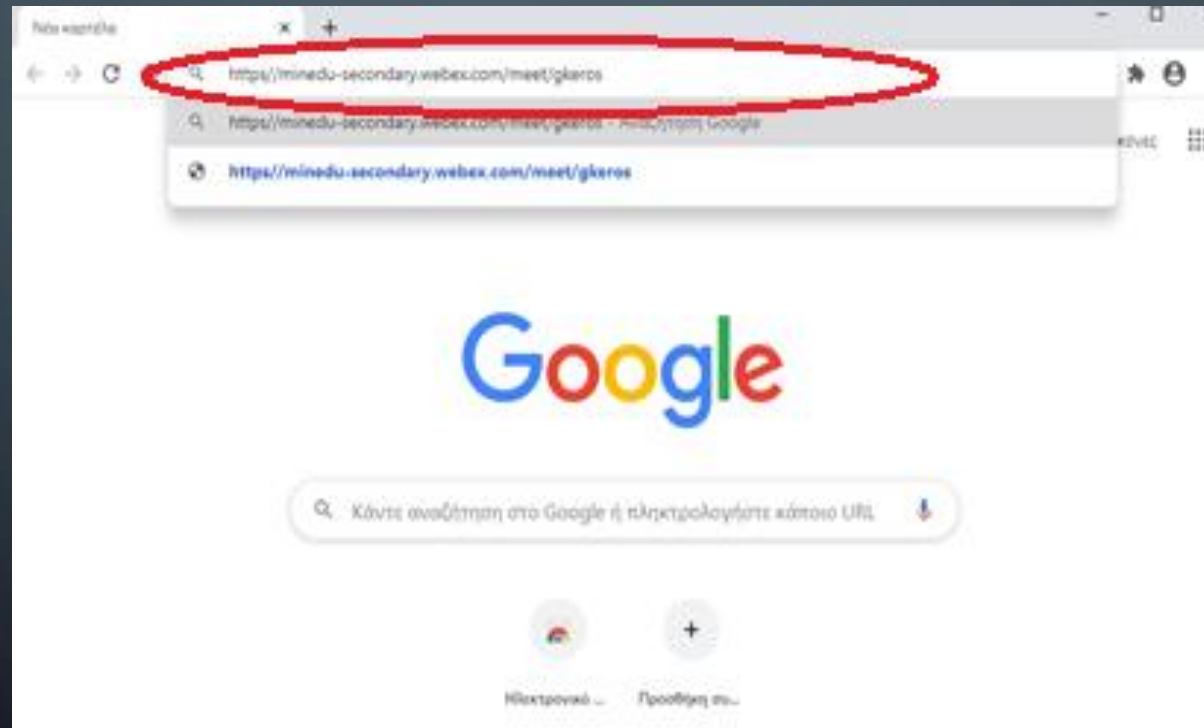 Νέα καρτέλα
https//minedu-secondary.webex.com/meet/gkeros
https//minedu-secondary.webex.com/meet/gkeros - Αναζήτηση Google
https//minedu-secondary.webex.com/meet/gkeros
Google
Κάντε αναζήτηση στο Google ή πληκτρολογήστε κάποιο URL
Ηλεκτρονικό ...
Προσθήκη συ...